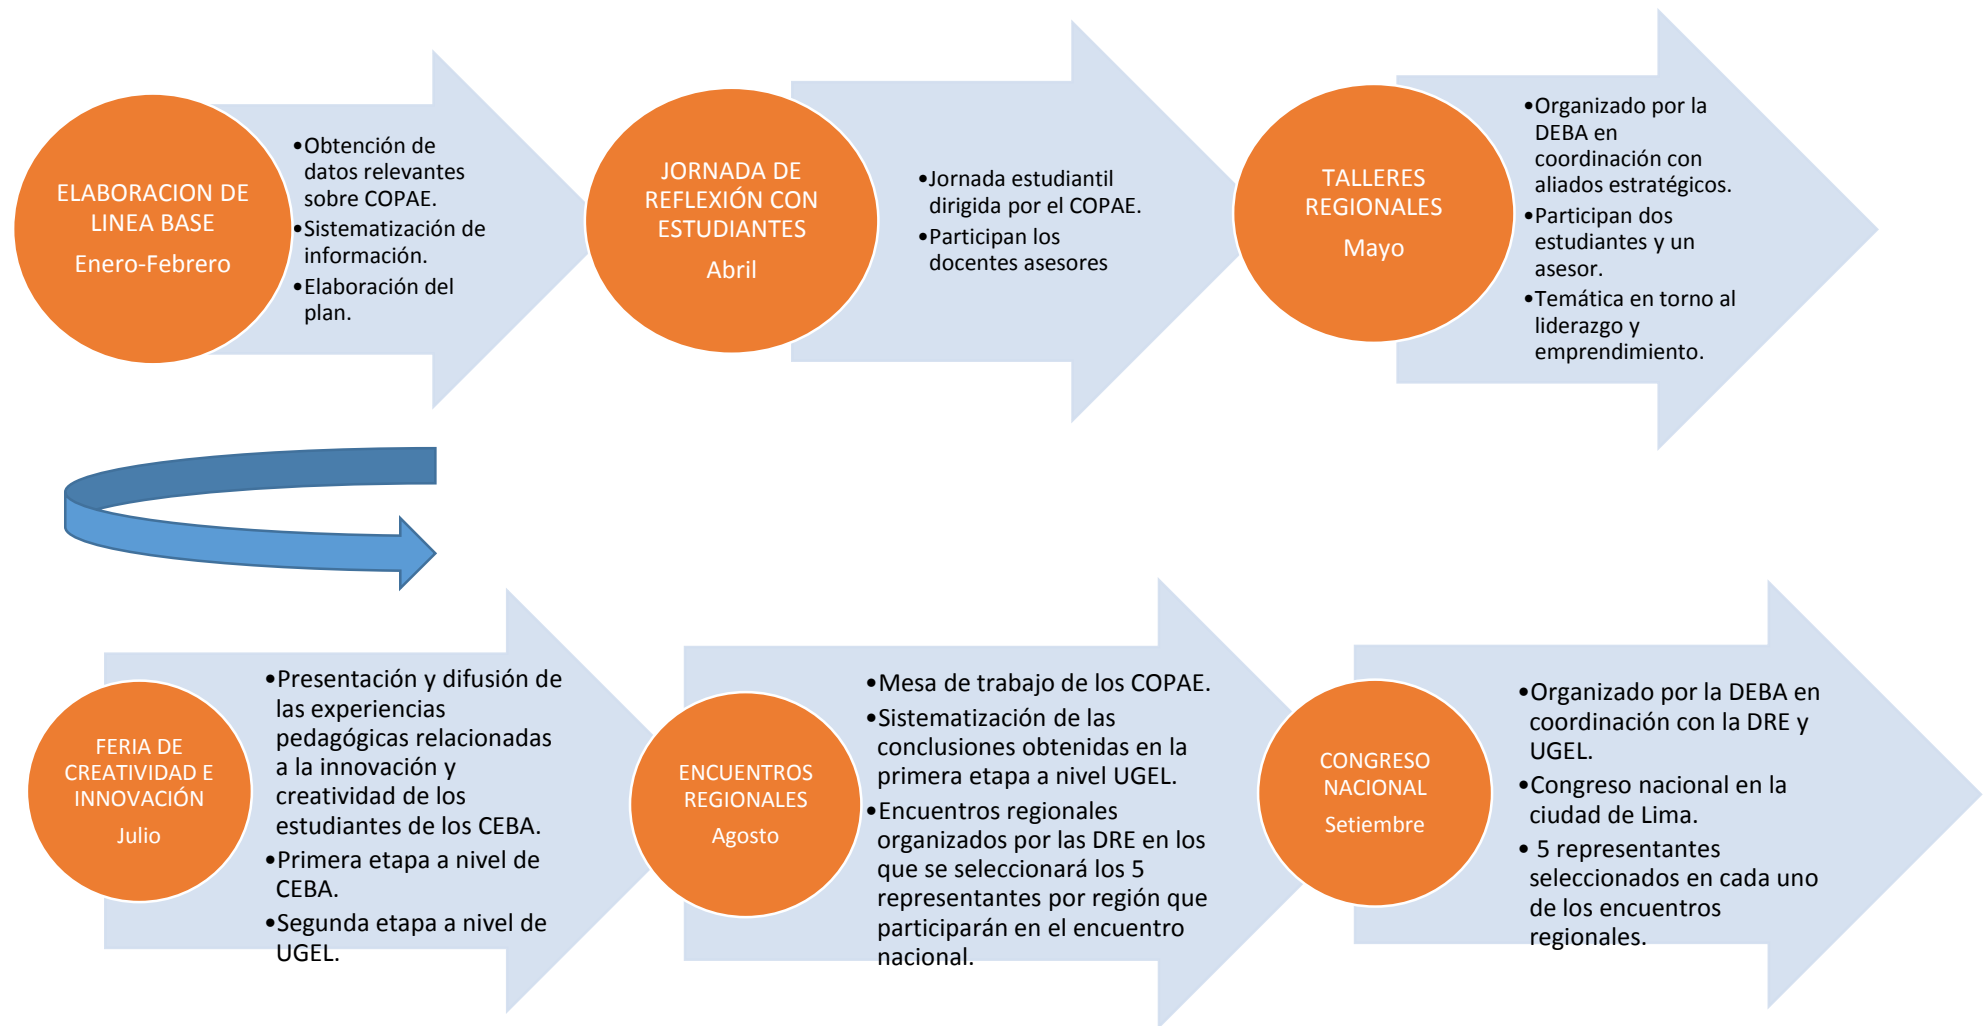 ELABORACION DE
LINEA BASE
Enero-Febrero
•Obtención de
datos relevantes
sobre COPAE.
•Sistematización de
información.
•Elaboración del
plan.
JORNADA DE
REFLEXIÓN CON
ESTUDIANTES
Abril
•Jornada estudiantil
dirigida por el COPAE.
•Participan los
docentes asesores
TALLERES
REGIONALES
Mayo
•Organizado por la
DEBA en
coordinación con
aliados estratégicos.
•Participan dos
estudiantes y un
asesor.
•Temática en torno al
liderazgo y
emprendimiento.
FERIA DE
CREATIVIDAD E
INNOVACIÓN
Julio
•Presentación y difusión de
las experiencias
pedagógicas relacionadas
a la innovación y
creatividad de los
estudiantes de los CEBA.
•Primera etapa a nivel de
CEBA.
•Segunda etapa a nivel de
UGEL.
ENCUENTROS
REGIONALES
Agosto
•Mesa de trabajo de los COPAE.
•Sistematización de las
conclusiones obtenidas en la
primera etapa a nivel UGEL.
•Encuentros regionales
organizados por las DRE en los
que se seleccionará los 5
representantes por región que
participarán en el encuentro
nacional.
CONGRESO
NACIONAL
Setiembre
•Organizado por la DEBA en
coordinación con la DRE y
UGEL.
•Congreso nacional en la
ciudad de Lima.
• 5 representantes
seleccionados en cada uno
de los encuentros
regionales.